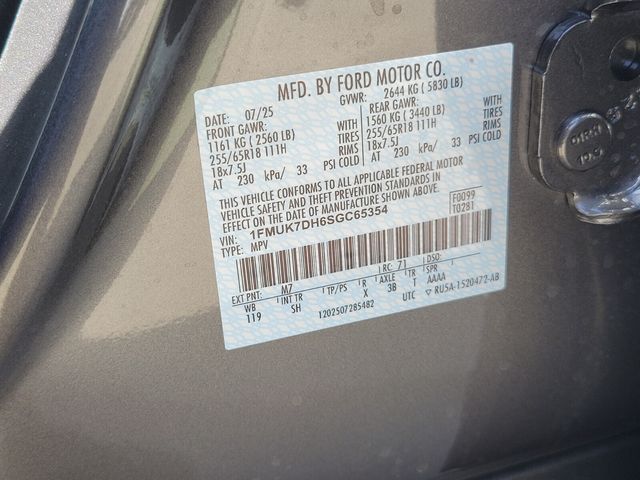 MFD. BY FORD MOTOR CO.
DATE: 07/25 GVWR: 2644 KG ( 5830 LB)
FRONT GAWR: REAR GAWR:
1161 KG ( 2560 LB) WITH 1560 KG ( 3440 LB) WITH
255/65R18 111H TIRES 255/65R18 111H TIRES
18x7.5J RIMS 18x7.5J RIMS
AT 230 kPa/ 33 PSI COLD AT 230 kPa/ 33 PSI COLD
THIS VEHICLE CONFORMS TO ALL APPLICABLE FEDERAL MOTOR
VEHICLE SAFETY AND THEFT PREVENTION STANDARDS IN
EFFECT ON THE DATE OF MANUFACTURE SHOWN ABOVE.
VIN: 1FMUK7DH6SGC65354 F0099
TYPE: MPV T0281
EXT PNT: M7 RC: 71 DSO:
WB INT TR TP/PS R AXLE TR SPR
119 SH X 3B T AAAA
UTC ▽ RU5A-1520472-AB
1202507285482